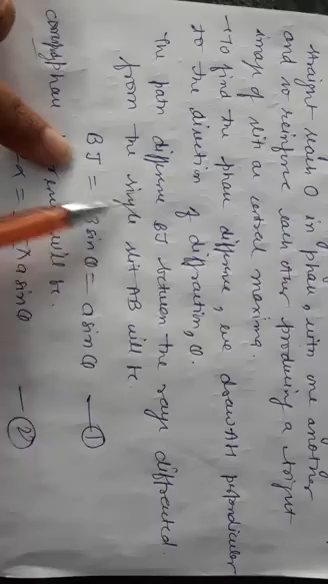 straight reach O in phase, with one another
and so reinforce each other producing a bright
image of slit as central maxima.
→ To find the phase difference, we draw AH perpendicular
to the direction of diffraction, θ.
The path difference BJ between the rays diffracted
from the single slit AB will be.
BJ = B sin θ = a sin θ — ①
will be.
α = × a sin θ — ②